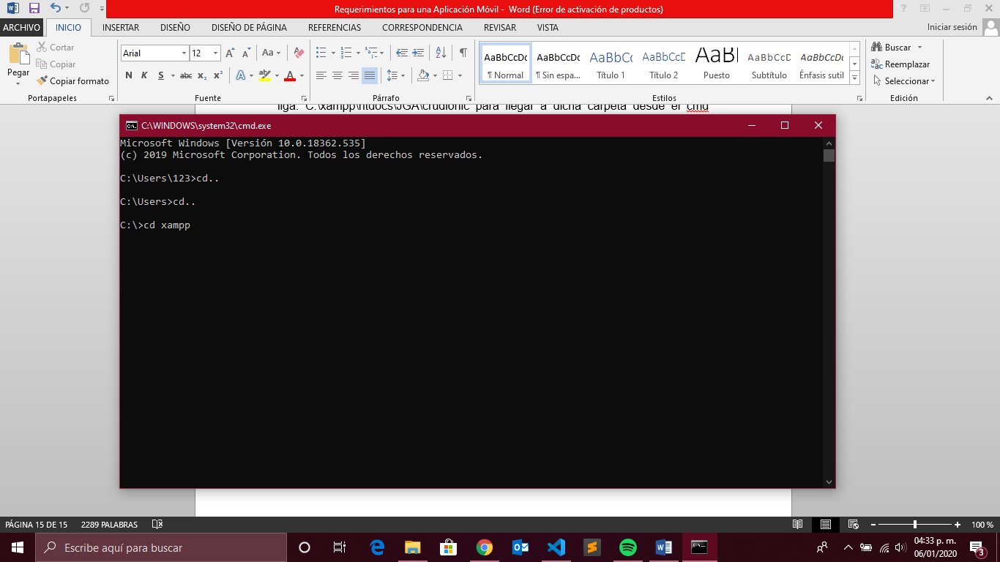 Requerimientos para una Aplicación Móvil - Word (Error de activación de productos)
ARCHIVO INICIO INSERTAR DISEÑO DISEÑO DE PÁGINA REFERENCIAS CORRESPONDENCIA REVISAR VISTA Iniciar sesión
Pegar
Cortar
Copiar
Copiar formato
Portapapeles
Arial 12
N K S abc x₂ x²
Fuente
Párrafo
AaBbCcDc AaBbCcDc AaBbCc AaBbCcD AaBl AaBbCcD AaBbCcDc
¶ Normal ¶ Sin espa... Título 1 Título 2 Puesto Subtítulo Énfasis sutil
Estilos
Buscar
Reemplazar
Seleccionar
Edición
liga: C:\xampp\htdocs\JGA\crudionic para llegar a dicha carpeta desde el cmd
C:\WINDOWS\system32\cmd.exe
Microsoft Windows [Versión 10.0.18362.535]
(c) 2019 Microsoft Corporation. Todos los derechos reservados.
C:\Users\123>cd..
C:\Users>cd..
C:\>cd xampp
PÁGINA 15 DE 15 2289 PALABRAS 100 %
Escribe aquí para buscar
04:33 p. m.
06/01/2020
3